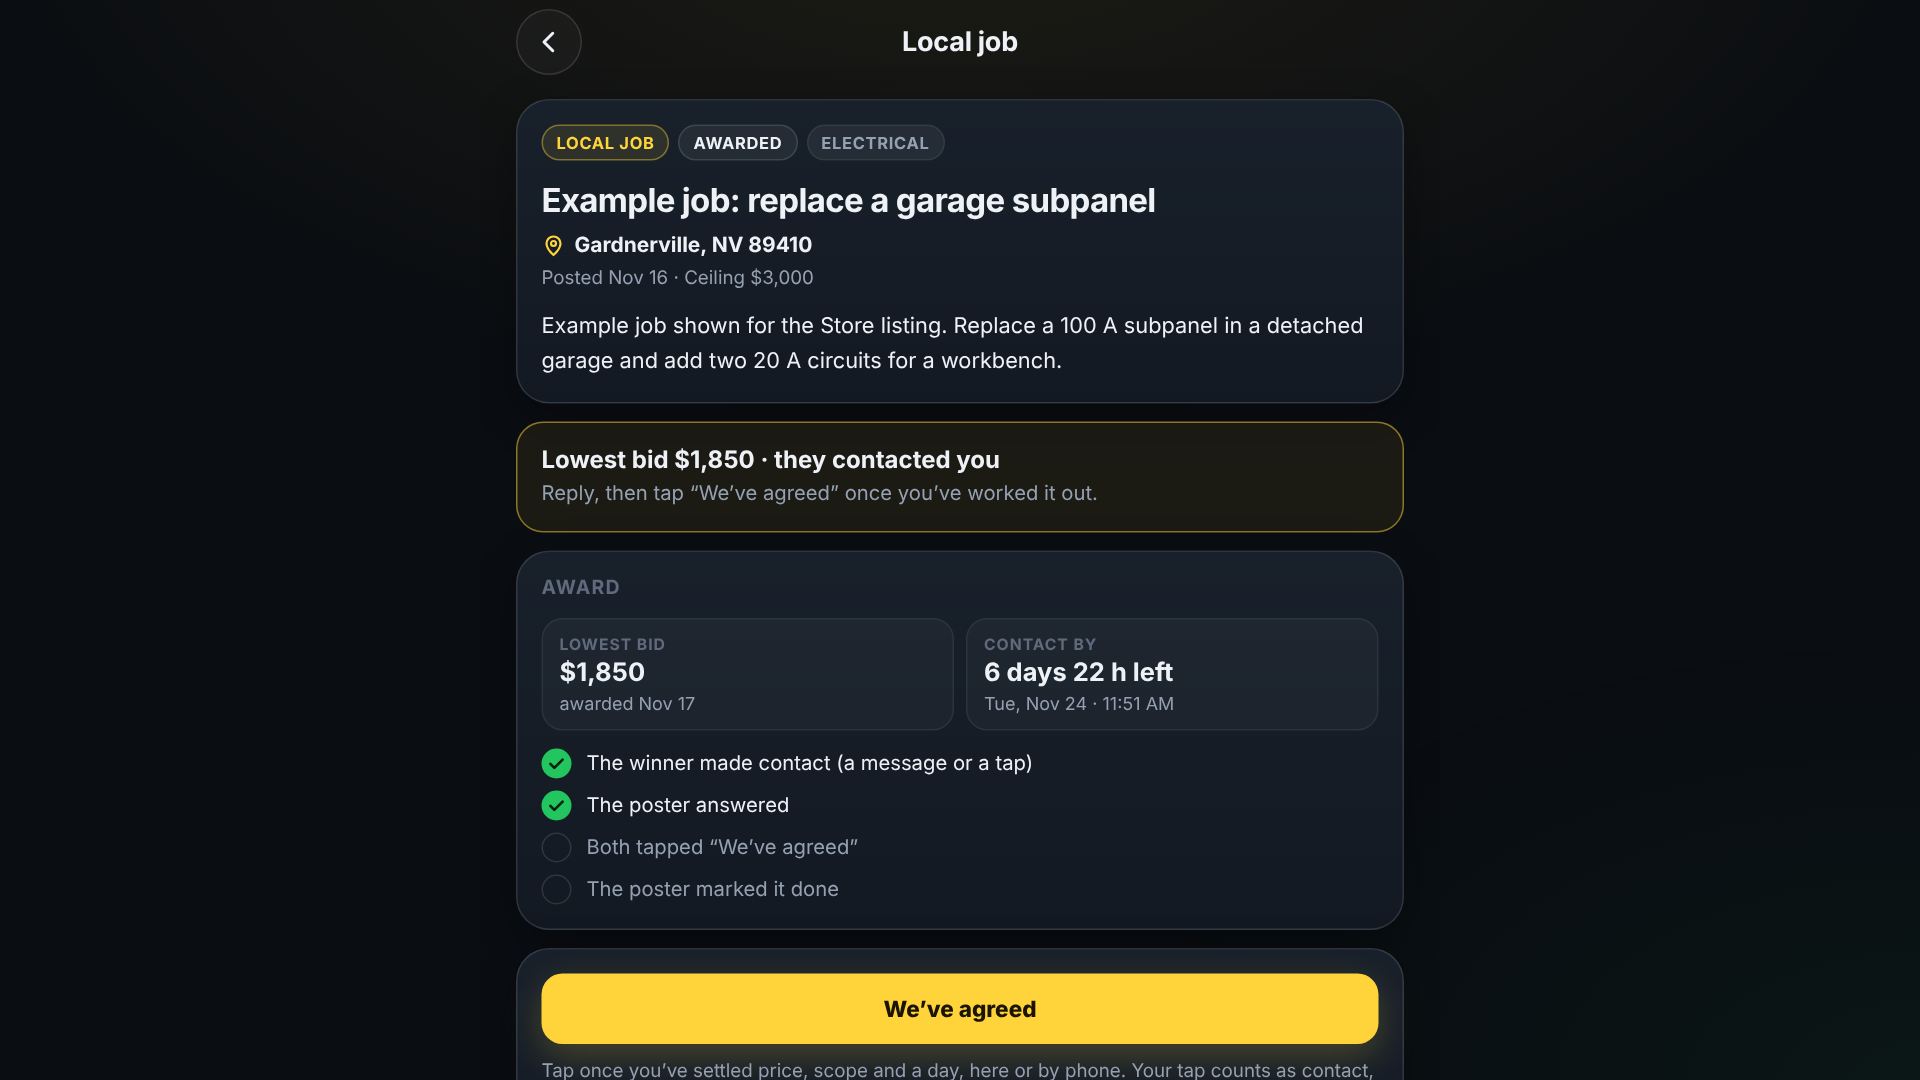 Local job
LOCAL JOB
AWARDED
ELECTRICAL
Example job: replace a garage subpanel
Gardnerville, NV 89410
Posted Nov 16 · Ceiling $3,000
Example job shown for the Store listing. Replace a 100 A subpanel in a detached
garage and add two 20 A circuits for a workbench.
Lowest bid $1,850 · they contacted you
Reply, then tap “We’ve agreed” once you’ve worked it out.
AWARD
LOWEST BID
$1,850
awarded Nov 17
CONTACT BY
6 days 22 h left
Tue, Nov 24 · 11:51 AM
The winner made contact (a message or a tap)
The poster answered
Both tapped “We’ve agreed”
The poster marked it done
We’ve agreed
Tap once you’ve settled price, scope and a day, here or by phone. Your tap counts as contact,